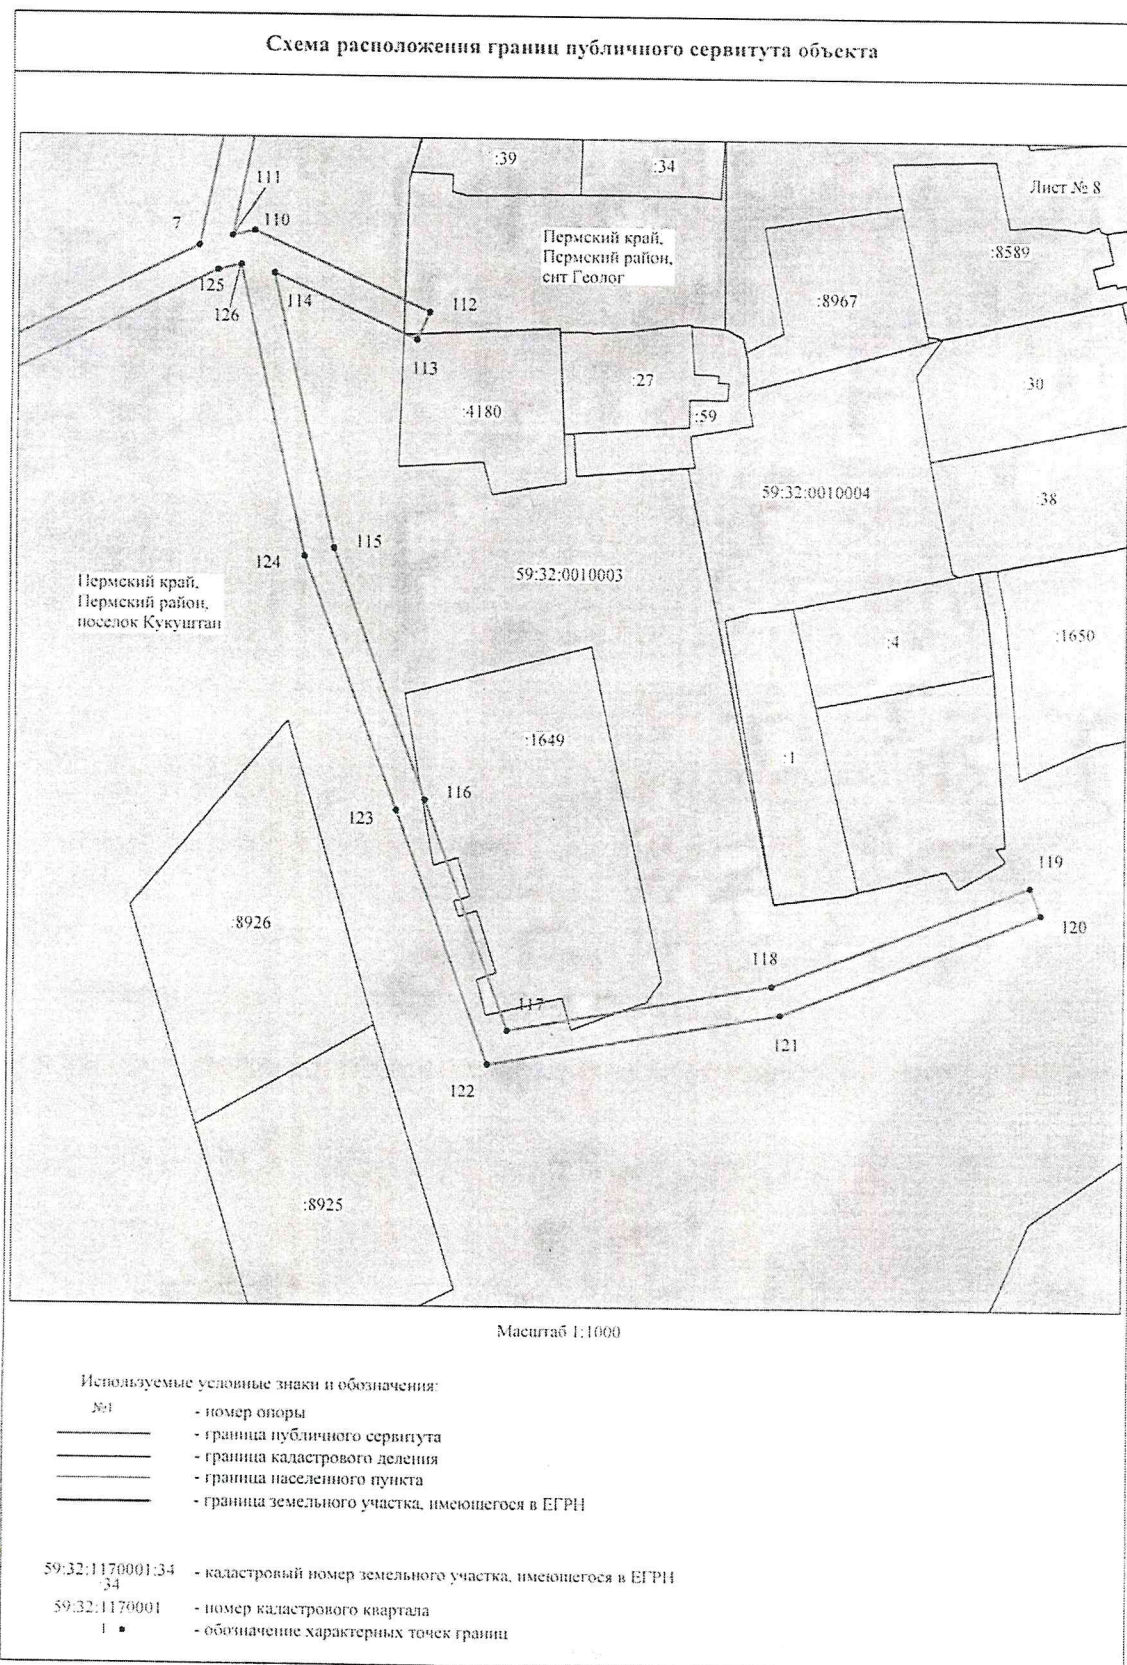 Схема расположения границ публичного сервитута объекта
:39
:34
Лист № 8
111
110
7
Пермский край,
Пермский район,
снт Геолог
:8589
125
126
114
112
:8967
113
:27
:30
:4180
:59
59:32:0010004
:38
115
124
59:32:0010003
Пермский край,
Пермский район,
поселок Кукуштан
:4
:1650
:1649
:1
116
123
119
:8926
120
118
117
121
122
:8925
Масштаб 1:1000
Используемые условные знаки и обозначения:
№1 - номер опоры
- граница публичного сервитута
- граница кадастрового деления
- граница населенного пункта
- граница земельного участка, имеющегося в ЕГРН
59:32:1170001:34 - кадастровый номер земельного участка, имеющегося в ЕГРН
:34
59:32:1170001 - номер кадастрового квартала
1 • - обозначение характерных точек границ